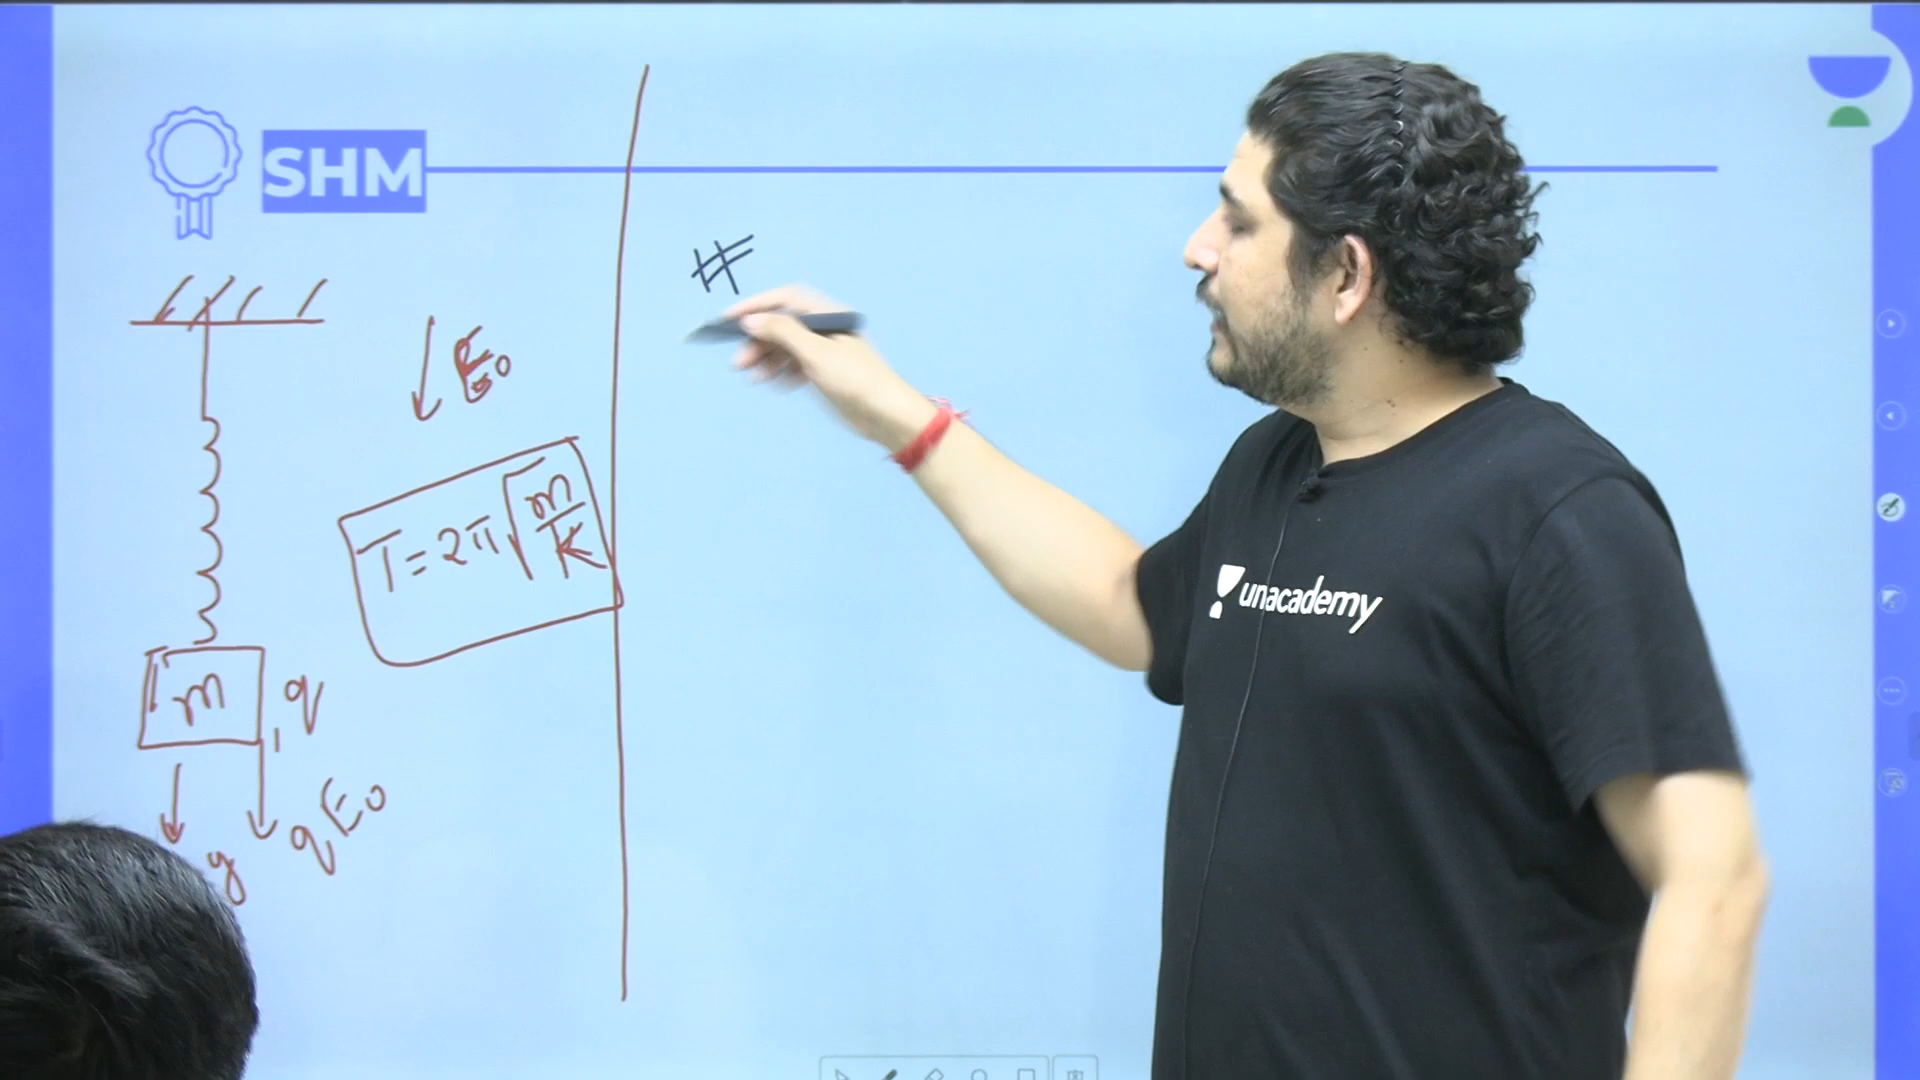 SHM
#
E₀
T = 2π√(m/K)
m
q
qE₀
y
unacademy